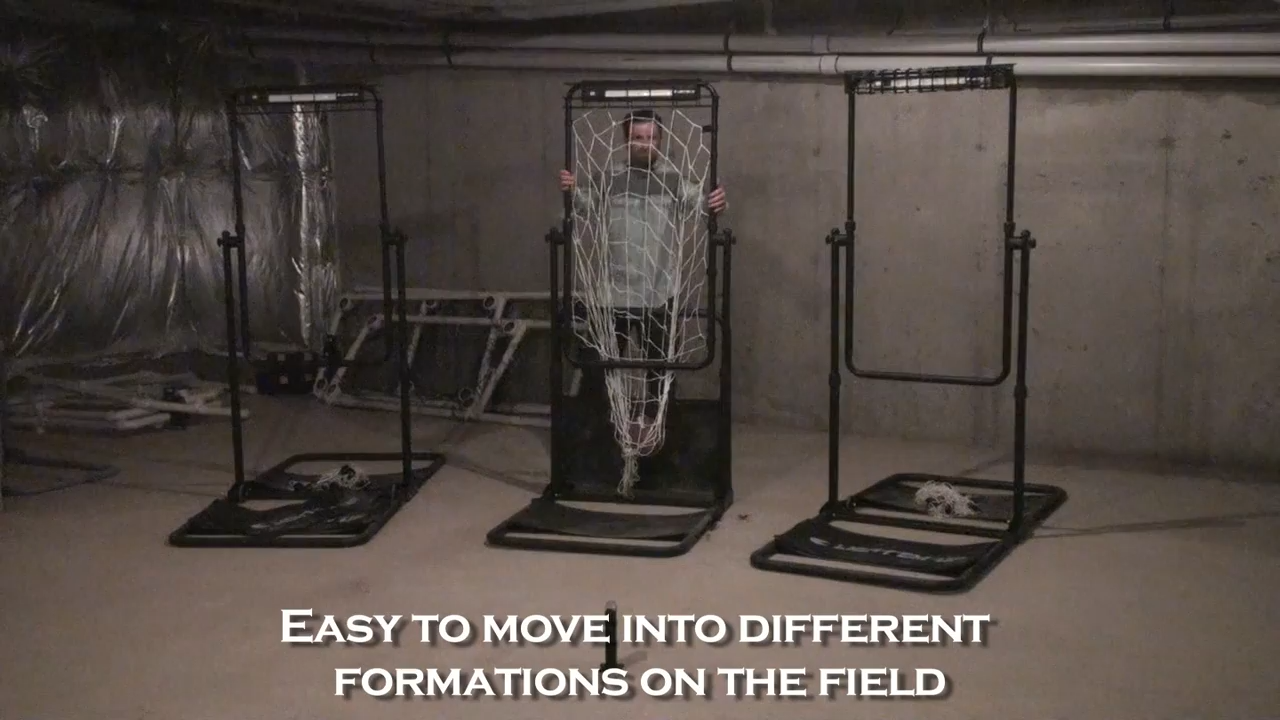 Easy to move into different
formations on the field